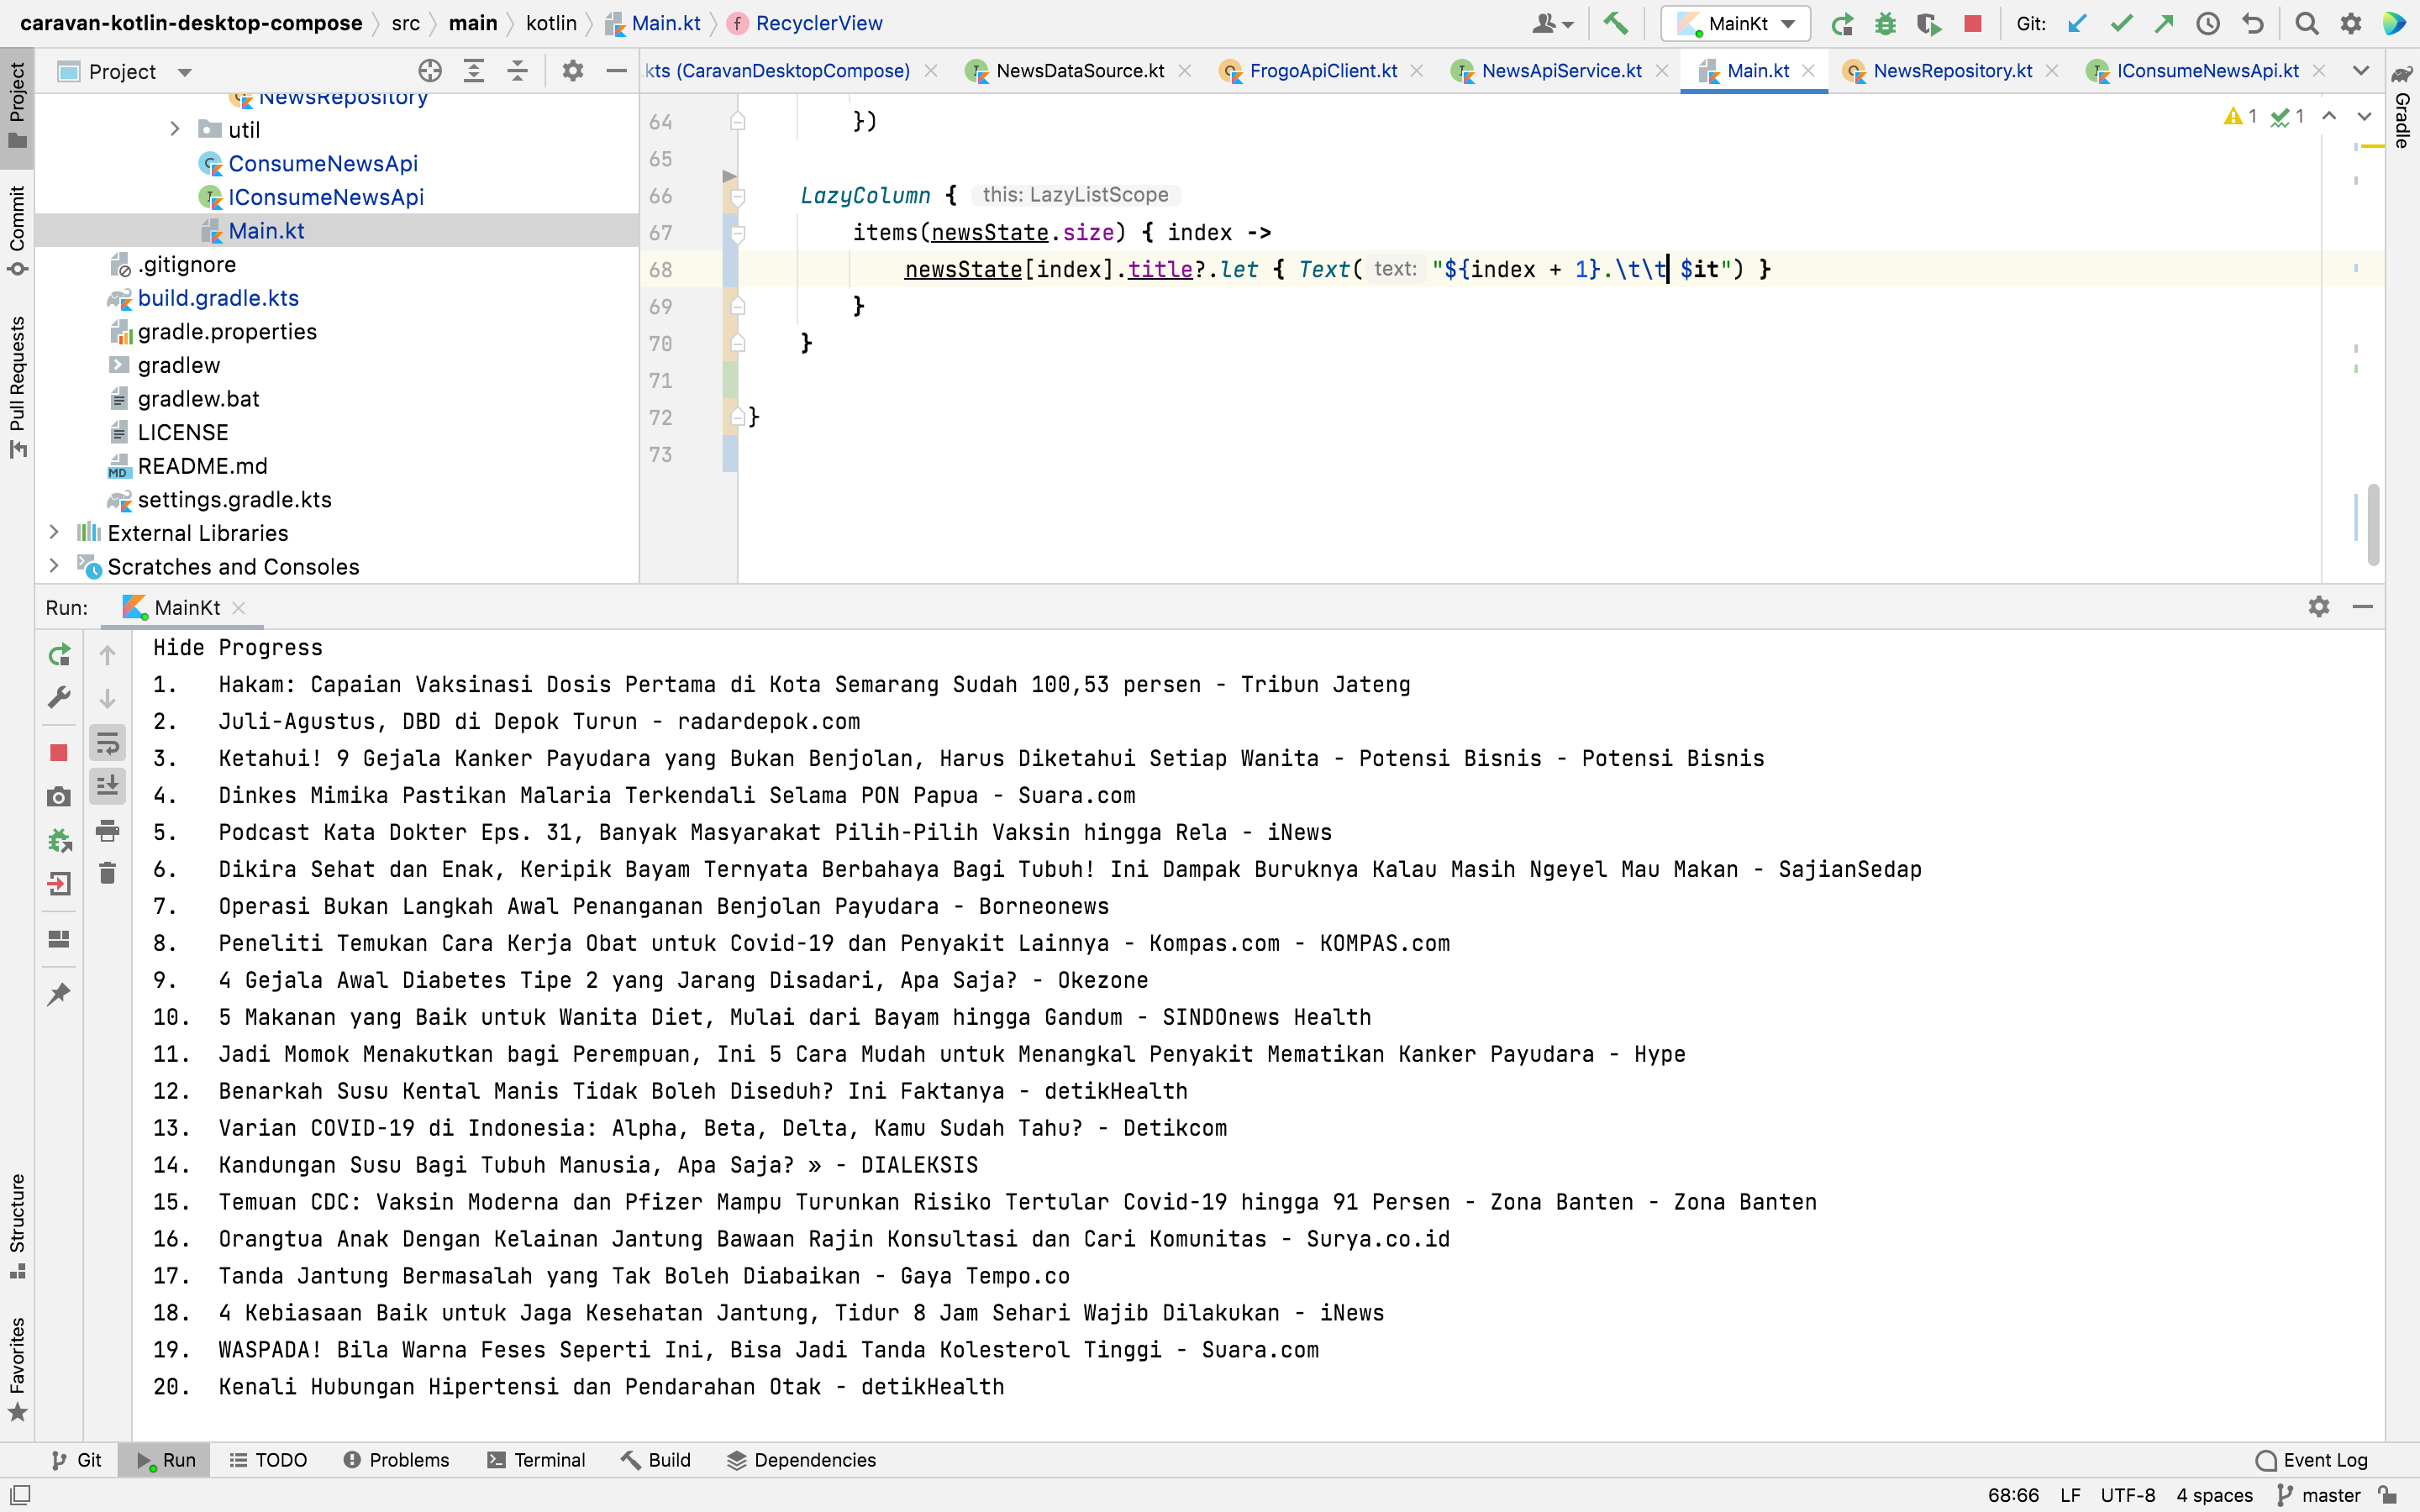 caravan-kotlin-desktop-compose src main kotlin Main.kt f RecyclerView MainKt Git:
Project .kts (CaravanDesktopCompose) NewsDataSource.kt FrogoApiClient.kt NewsApiService.kt Main.kt NewsRepository.kt IConsumeNewsApi.kt
Project
Commit
Pull Requests
Structure
Favorites
Gradle
NewsRepository
util
ConsumeNewsApi
IConsumeNewsApi
Main.kt
.gitignore
build.gradle.kts
gradle.properties
gradlew
gradlew.bat
LICENSE
README.md
settings.gradle.kts
External Libraries
Scratches and Consoles
1 1
64 })
65
66 LazyColumn { this: LazyListScope
67 items(newsState.size) { index ->
68 newsState[index].title?.let { Text( text: "${index + 1}.\t\t $it") }
69 }
70 }
71
72 }
73
Run: MainKt
Hide Progress
1. Hakam: Capaian Vaksinasi Dosis Pertama di Kota Semarang Sudah 100,53 persen - Tribun Jateng
2. Juli-Agustus, DBD di Depok Turun - radardepok.com
3. Ketahui! 9 Gejala Kanker Payudara yang Bukan Benjolan, Harus Diketahui Setiap Wanita - Potensi Bisnis - Potensi Bisnis
4. Dinkes Mimika Pastikan Malaria Terkendali Selama PON Papua - Suara.com
5. Podcast Kata Dokter Eps. 31, Banyak Masyarakat Pilih-Pilih Vaksin hingga Rela - iNews
6. Dikira Sehat dan Enak, Keripik Bayam Ternyata Berbahaya Bagi Tubuh! Ini Dampak Buruknya Kalau Masih Ngeyel Mau Makan - SajianSedap
7. Operasi Bukan Langkah Awal Penanganan Benjolan Payudara - Borneonews
8. Peneliti Temukan Cara Kerja Obat untuk Covid-19 dan Penyakit Lainnya - Kompas.com - KOMPAS.com
9. 4 Gejala Awal Diabetes Tipe 2 yang Jarang Disadari, Apa Saja? - Okezone
10. 5 Makanan yang Baik untuk Wanita Diet, Mulai dari Bayam hingga Gandum - SINDOnews Health
11. Jadi Momok Menakutkan bagi Perempuan, Ini 5 Cara Mudah untuk Menangkal Penyakit Mematikan Kanker Payudara - Hype
12. Benarkah Susu Kental Manis Tidak Boleh Diseduh? Ini Faktanya - detikHealth
13. Varian COVID-19 di Indonesia: Alpha, Beta, Delta, Kamu Sudah Tahu? - Detikcom
14. Kandungan Susu Bagi Tubuh Manusia, Apa Saja? » - DIALEKSIS
15. Temuan CDC: Vaksin Moderna dan Pfizer Mampu Turunkan Risiko Tertular Covid-19 hingga 91 Persen - Zona Banten - Zona Banten
16. Orangtua Anak Dengan Kelainan Jantung Bawaan Rajin Konsultasi dan Cari Komunitas - Surya.co.id
17. Tanda Jantung Bermasalah yang Tak Boleh Diabaikan - Gaya Tempo.co
18. 4 Kebiasaan Baik untuk Jaga Kesehatan Jantung, Tidur 8 Jam Sehari Wajib Dilakukan - iNews
19. WASPADA! Bila Warna Feses Seperti Ini, Bisa Jadi Tanda Kolesterol Tinggi - Suara.com
20. Kenali Hubungan Hipertensi dan Pendarahan Otak - detikHealth
Git Run TODO Problems Terminal Build Dependencies Event Log
68:66 LF UTF-8 4 spaces master